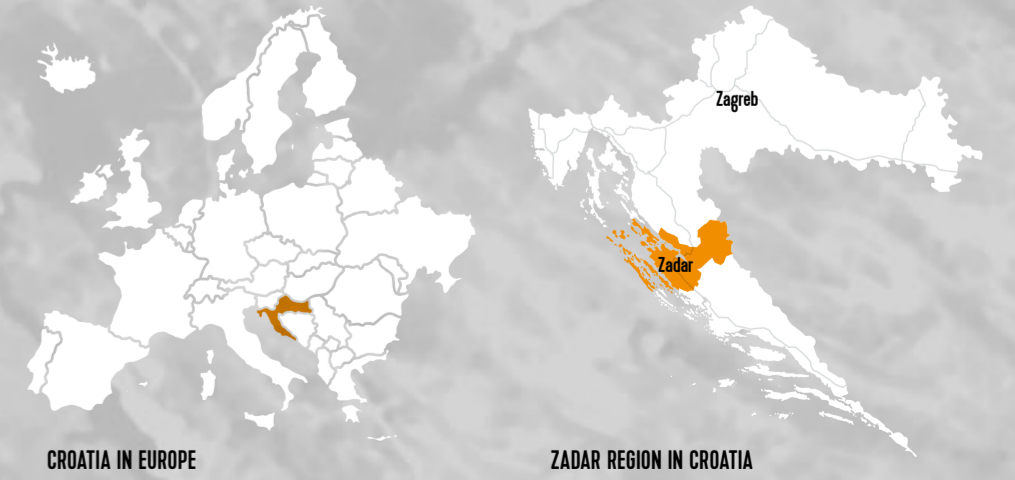 Zagreb
Zadar
CROATIA IN EUROPE
ZADAR REGION IN CROATIA